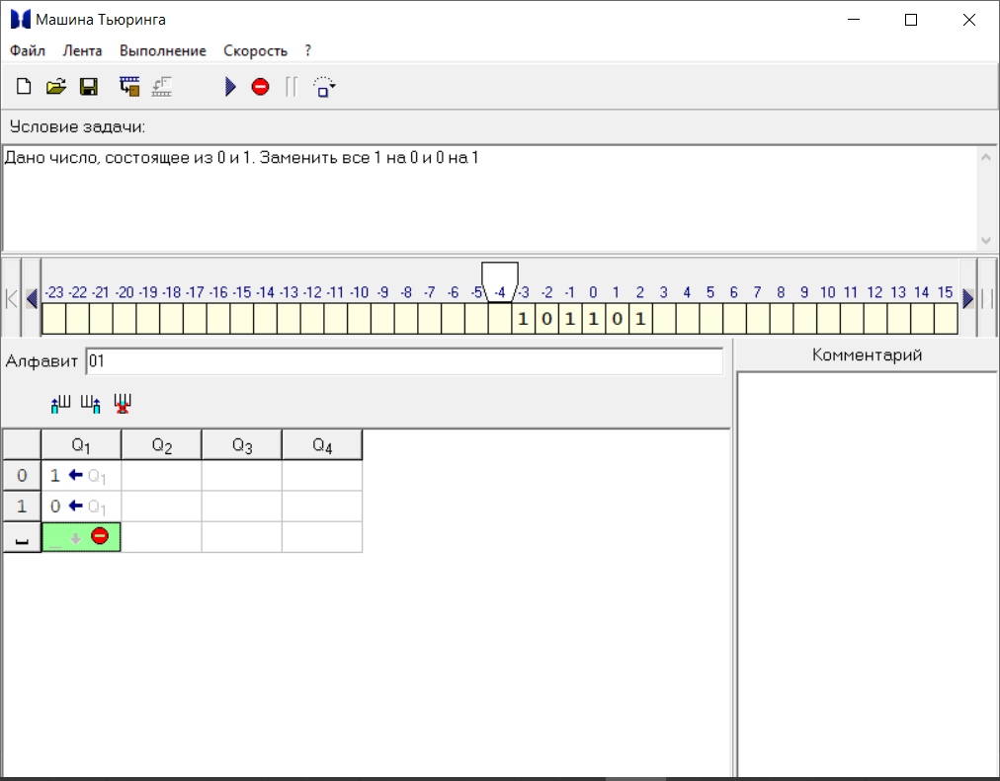 Машина Тьюринга
Файл Лента Выполнение Скорость ?
Условие задачи:
Дано число, состоящее из 0 и 1. Заменить все 1 на 0 и 0 на 1
-23 -22 -21 -20 -19 -18 -17 -16 -15 -14 -13 -12 -11 -10 -9 -8 -7 -6 -5 -4 -3 -2 -1 0 1 2 3 4 5 6 7 8 9 10 11 12 13 14 15
1 0 1 1 0 1
Алфавит 01
Комментарий
Q1 Q2 Q3 Q4
0 1 ← Q1
1 0 ← Q1
_ _ ↓